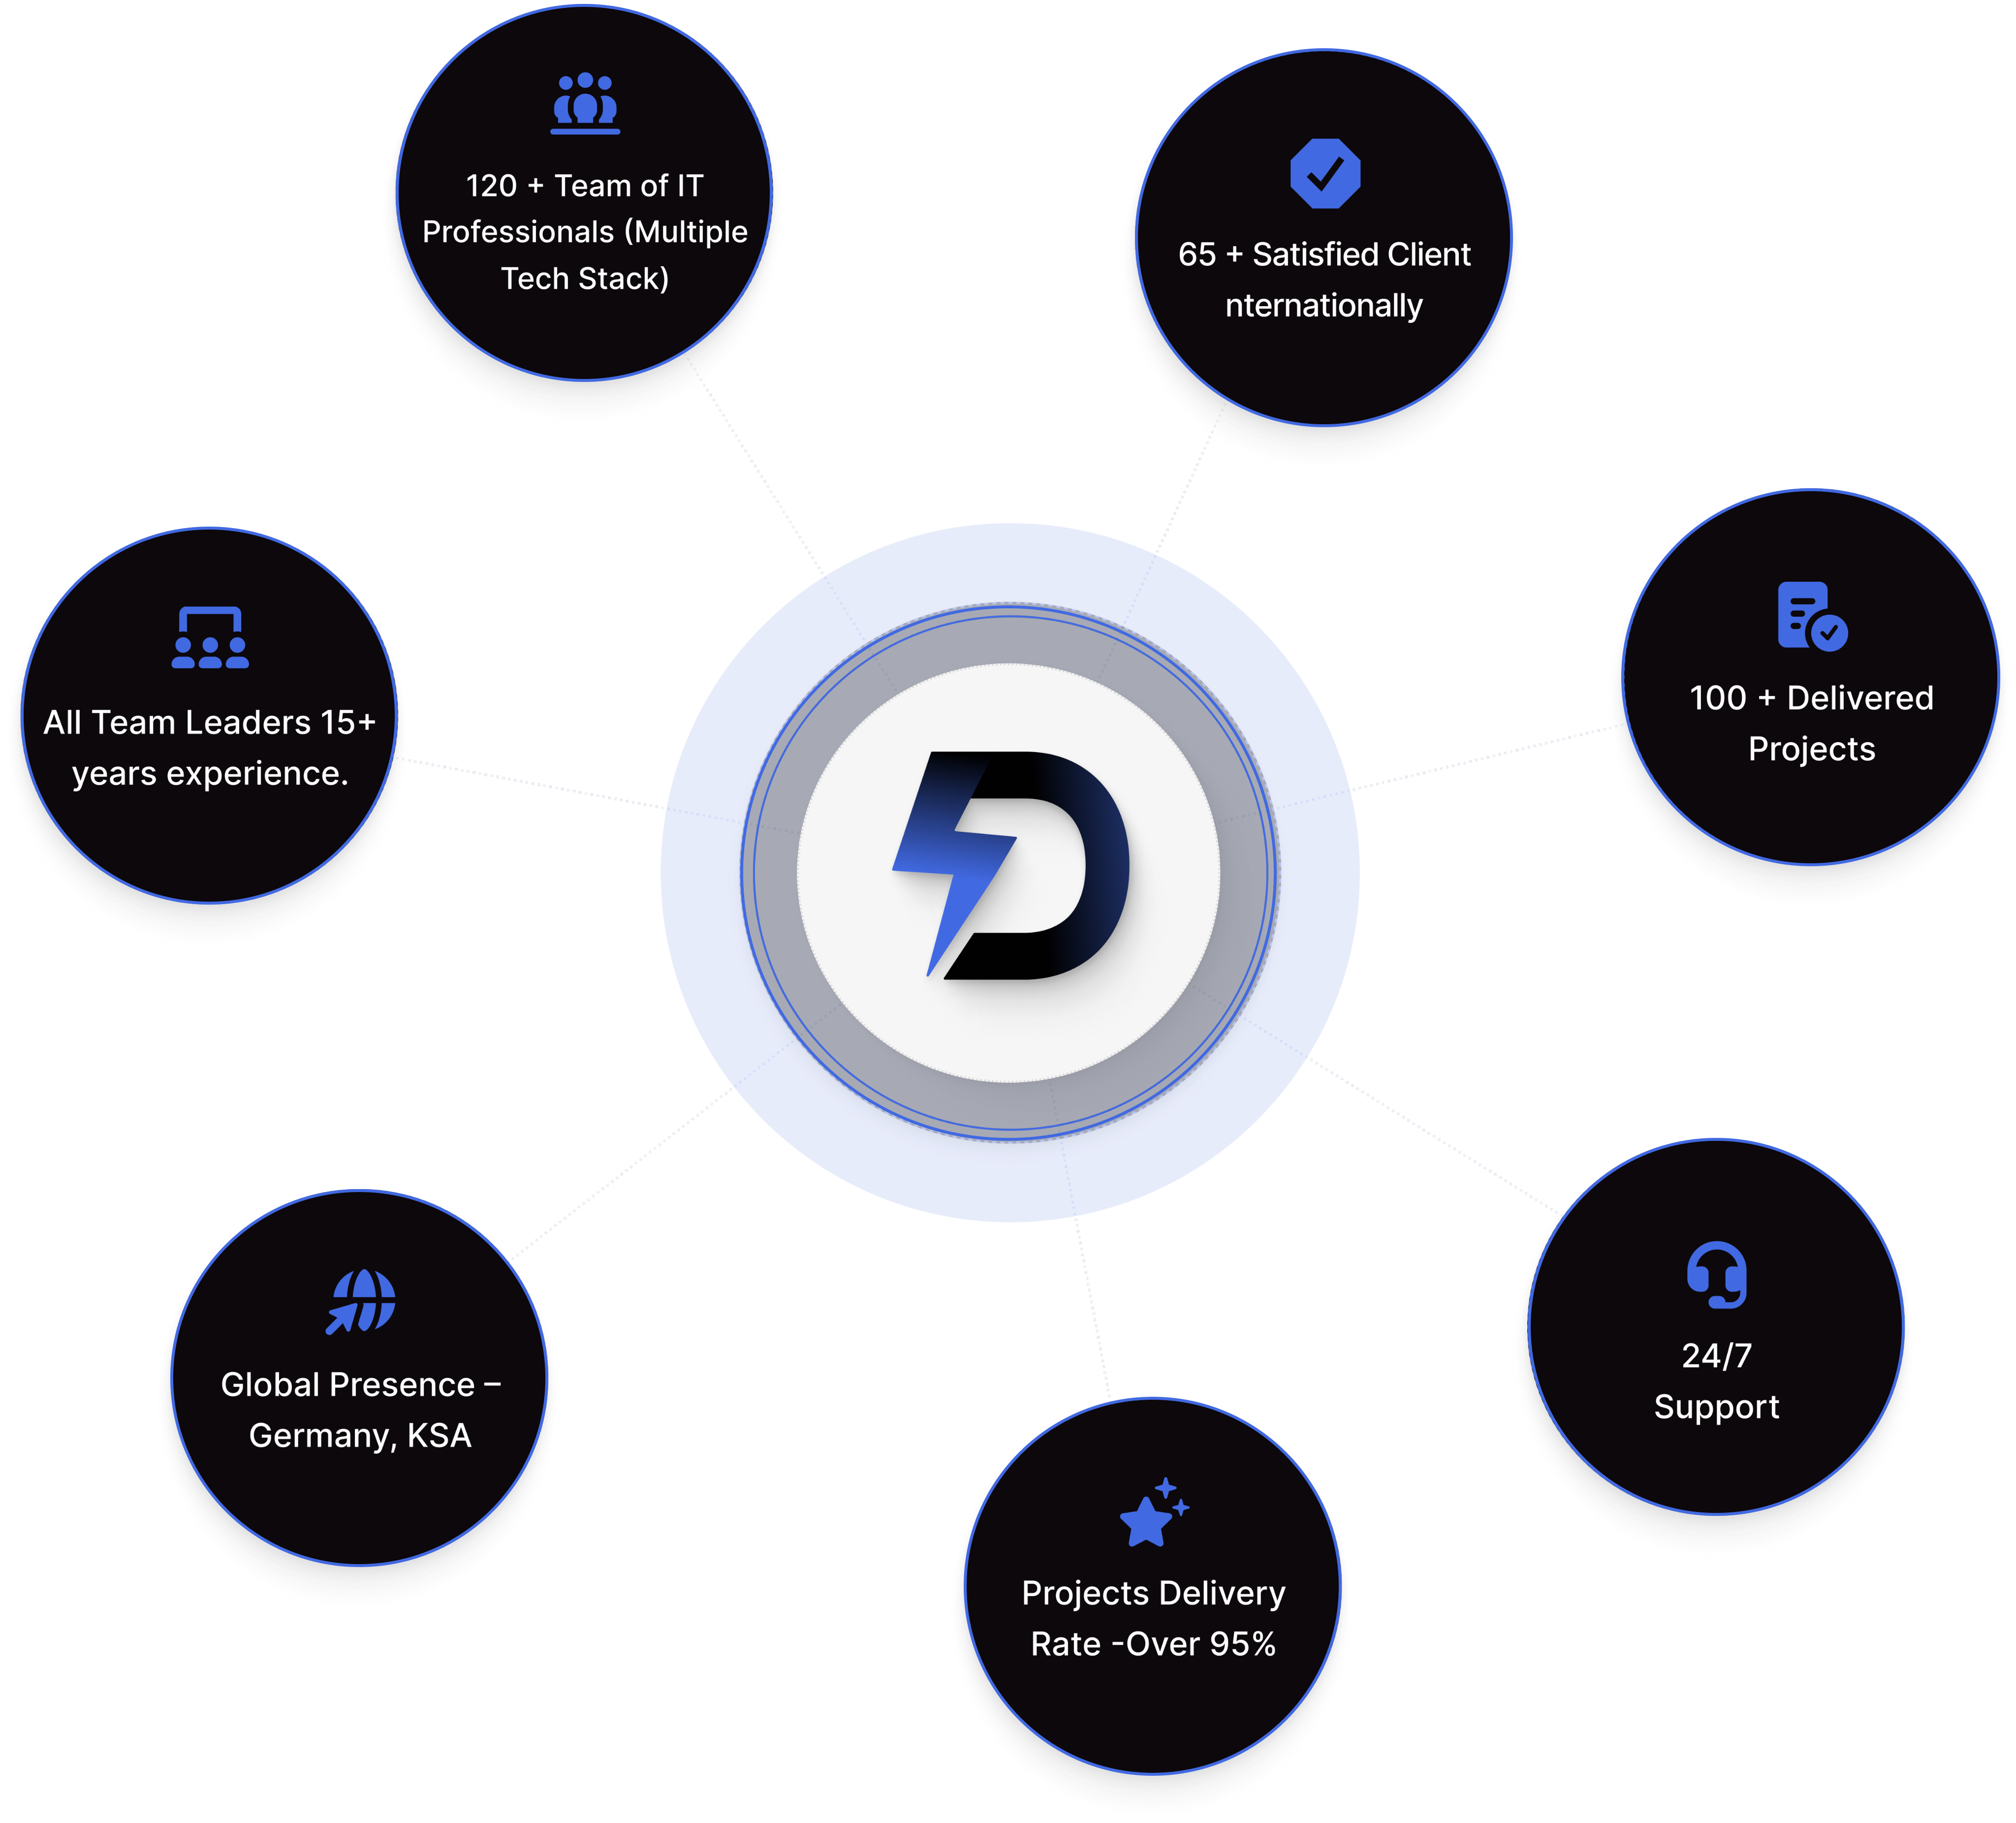 120 + Team of IT
Professionals (Multiple
Tech Stack)
65 + Satisfied Client
nternationally
All Team Leaders 15+
years experience.
100 + Delivered
Projects
Global Presence –
Germany, KSA
24/7
Support
Projects Delivery
Rate -Over 95%